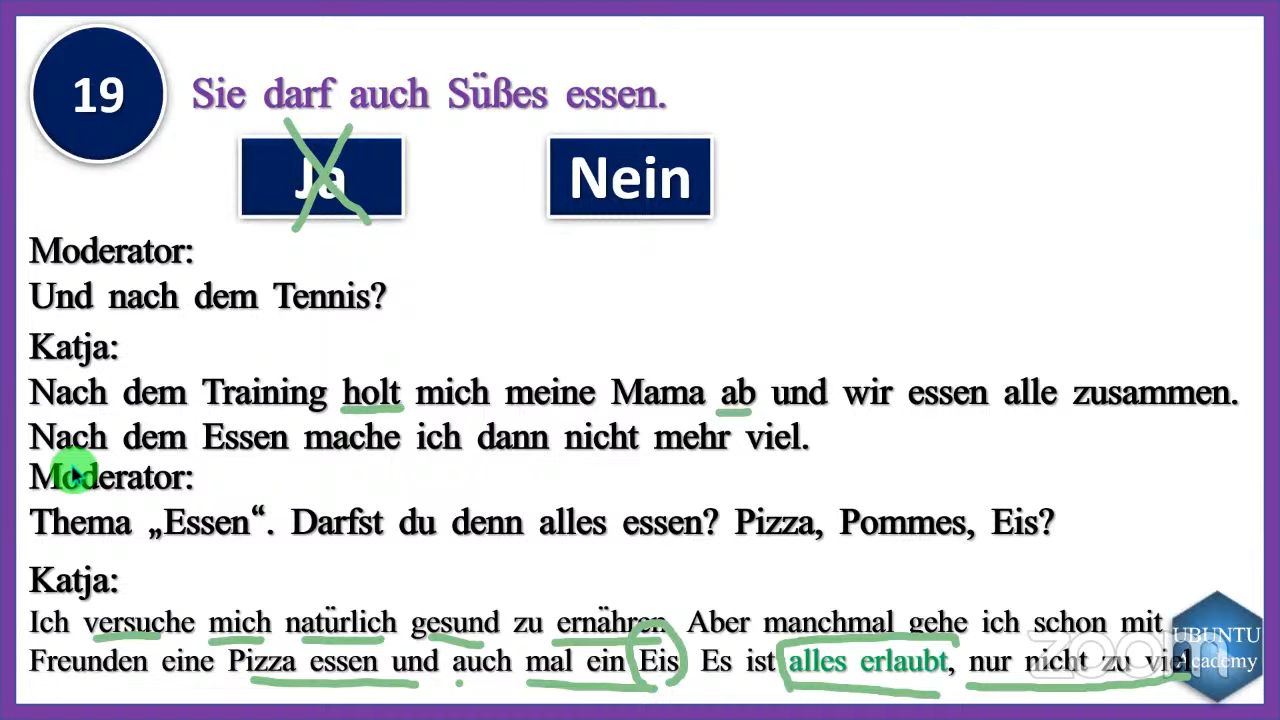 19
Sie darf auch Süßes essen.
Ja
Nein
Moderator:
Und nach dem Tennis?
Katja:
Nach dem Training holt mich meine Mama ab und wir essen alle zusammen.
Nach dem Essen mache ich dann nicht mehr viel.
Moderator:
Thema „Essen“. Darfst du denn alles essen? Pizza, Pommes, Eis?
Katja:
Ich versuche mich natürlich gesund zu ernähren. Aber manchmal gehe ich schon mit
Freunden eine Pizza essen und auch mal ein Eis. Es ist alles erlaubt, nur nicht zu viel
zoom
UBUNTU
Academy